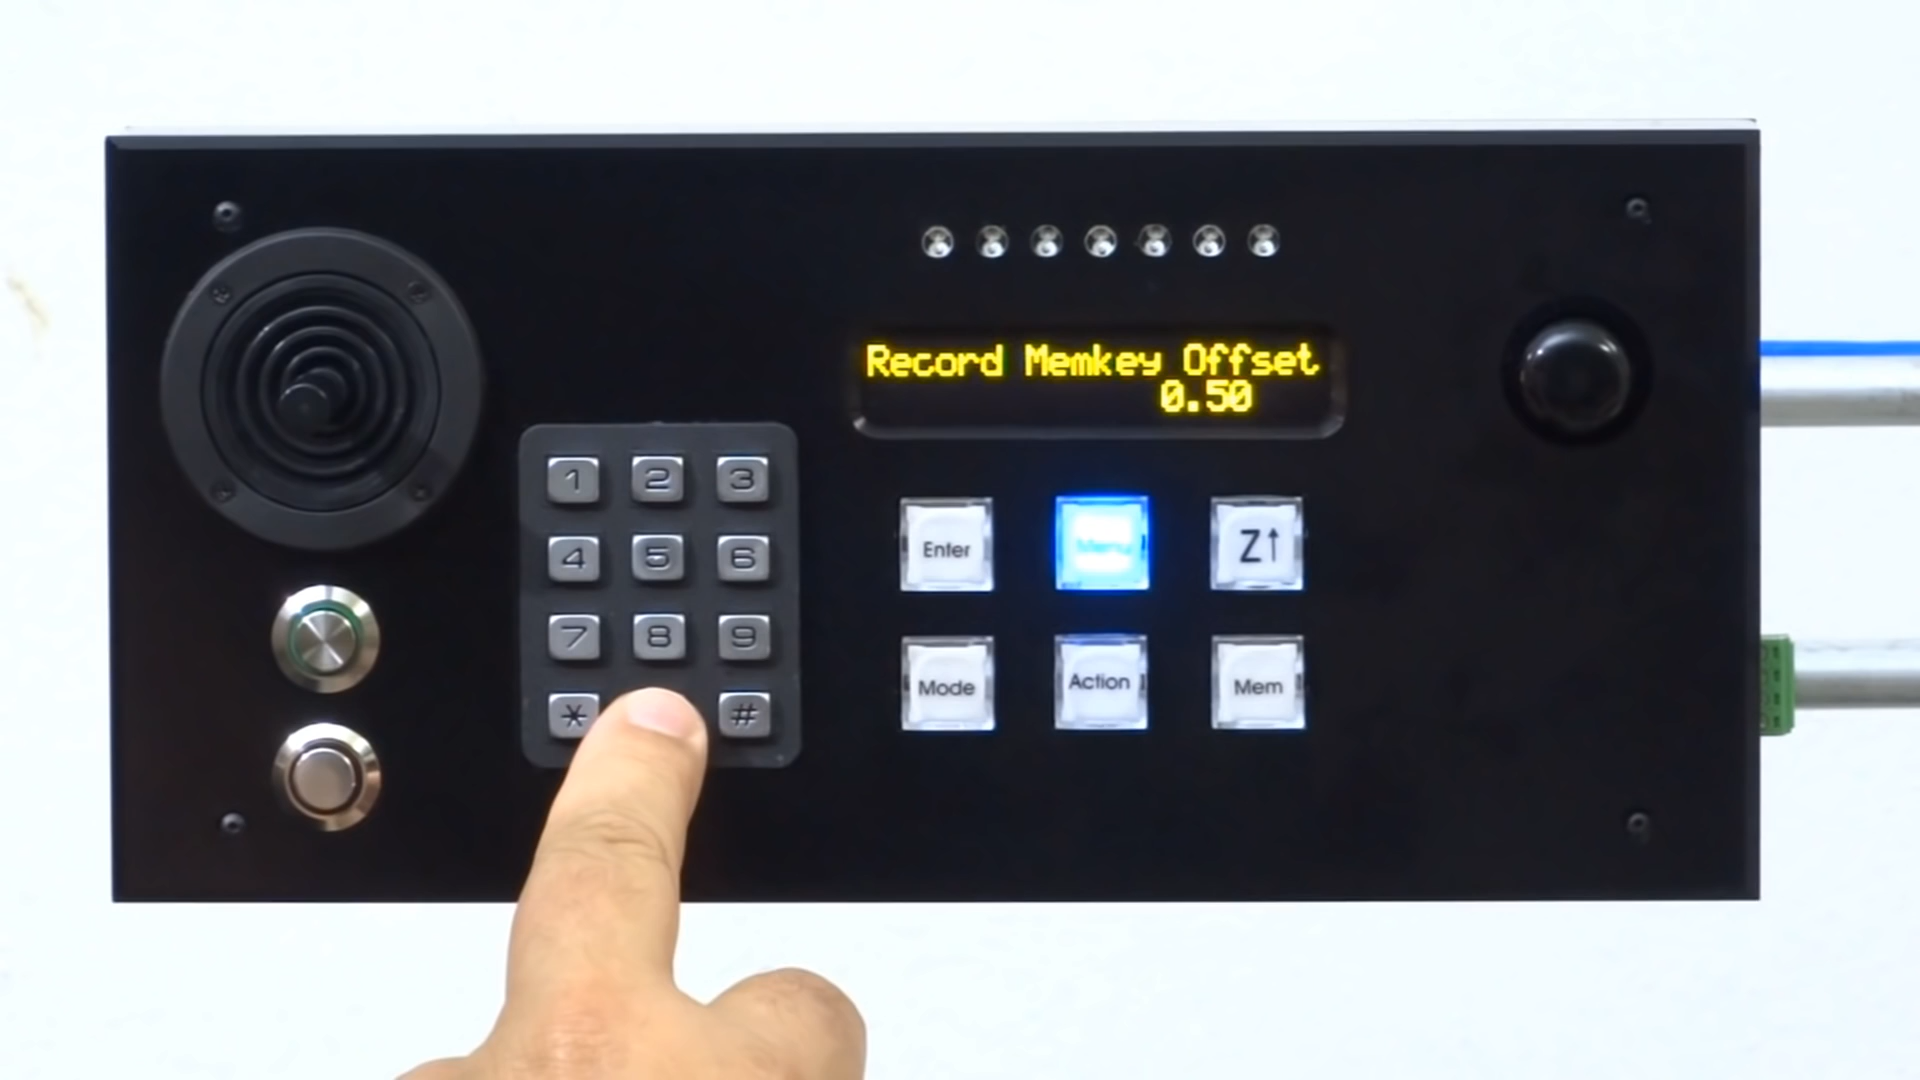 Record Memkey Offset
0.50
1 2 3
4 5 6
7 8 9
* #
Enter Menu Z↑
Mode Action Mem